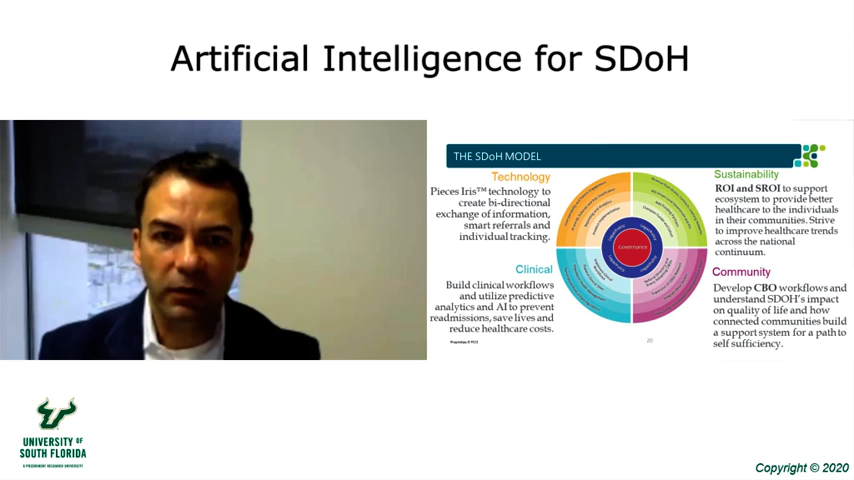 Artificial Intelligence for SDoH
THE SDoH MODEL
Technology
Pieces Iris™ technology to
create bi-directional
exchange of information,
smart referrals and
individual tracking.
Sustainability
ROI and SROI to support
ecosystem to provide better
healthcare to the individuals
in their communities. Strive
to improve healthcare trends
across the national
continuum.
Governance
Clinical
Build clinical workflows
and utilize predictive
analytics and AI to prevent
readmissions, save lives and
reduce healthcare costs.
Community
Develop CBO workflows and
understand SDOH's impact
on quality of life and how
connected communities build
a support system for a path to
self sufficiency.
20
UNIVERSITY OF
SOUTH FLORIDA
A PREEMINENT RESEARCH UNIVERSITY
Copyright © 2020